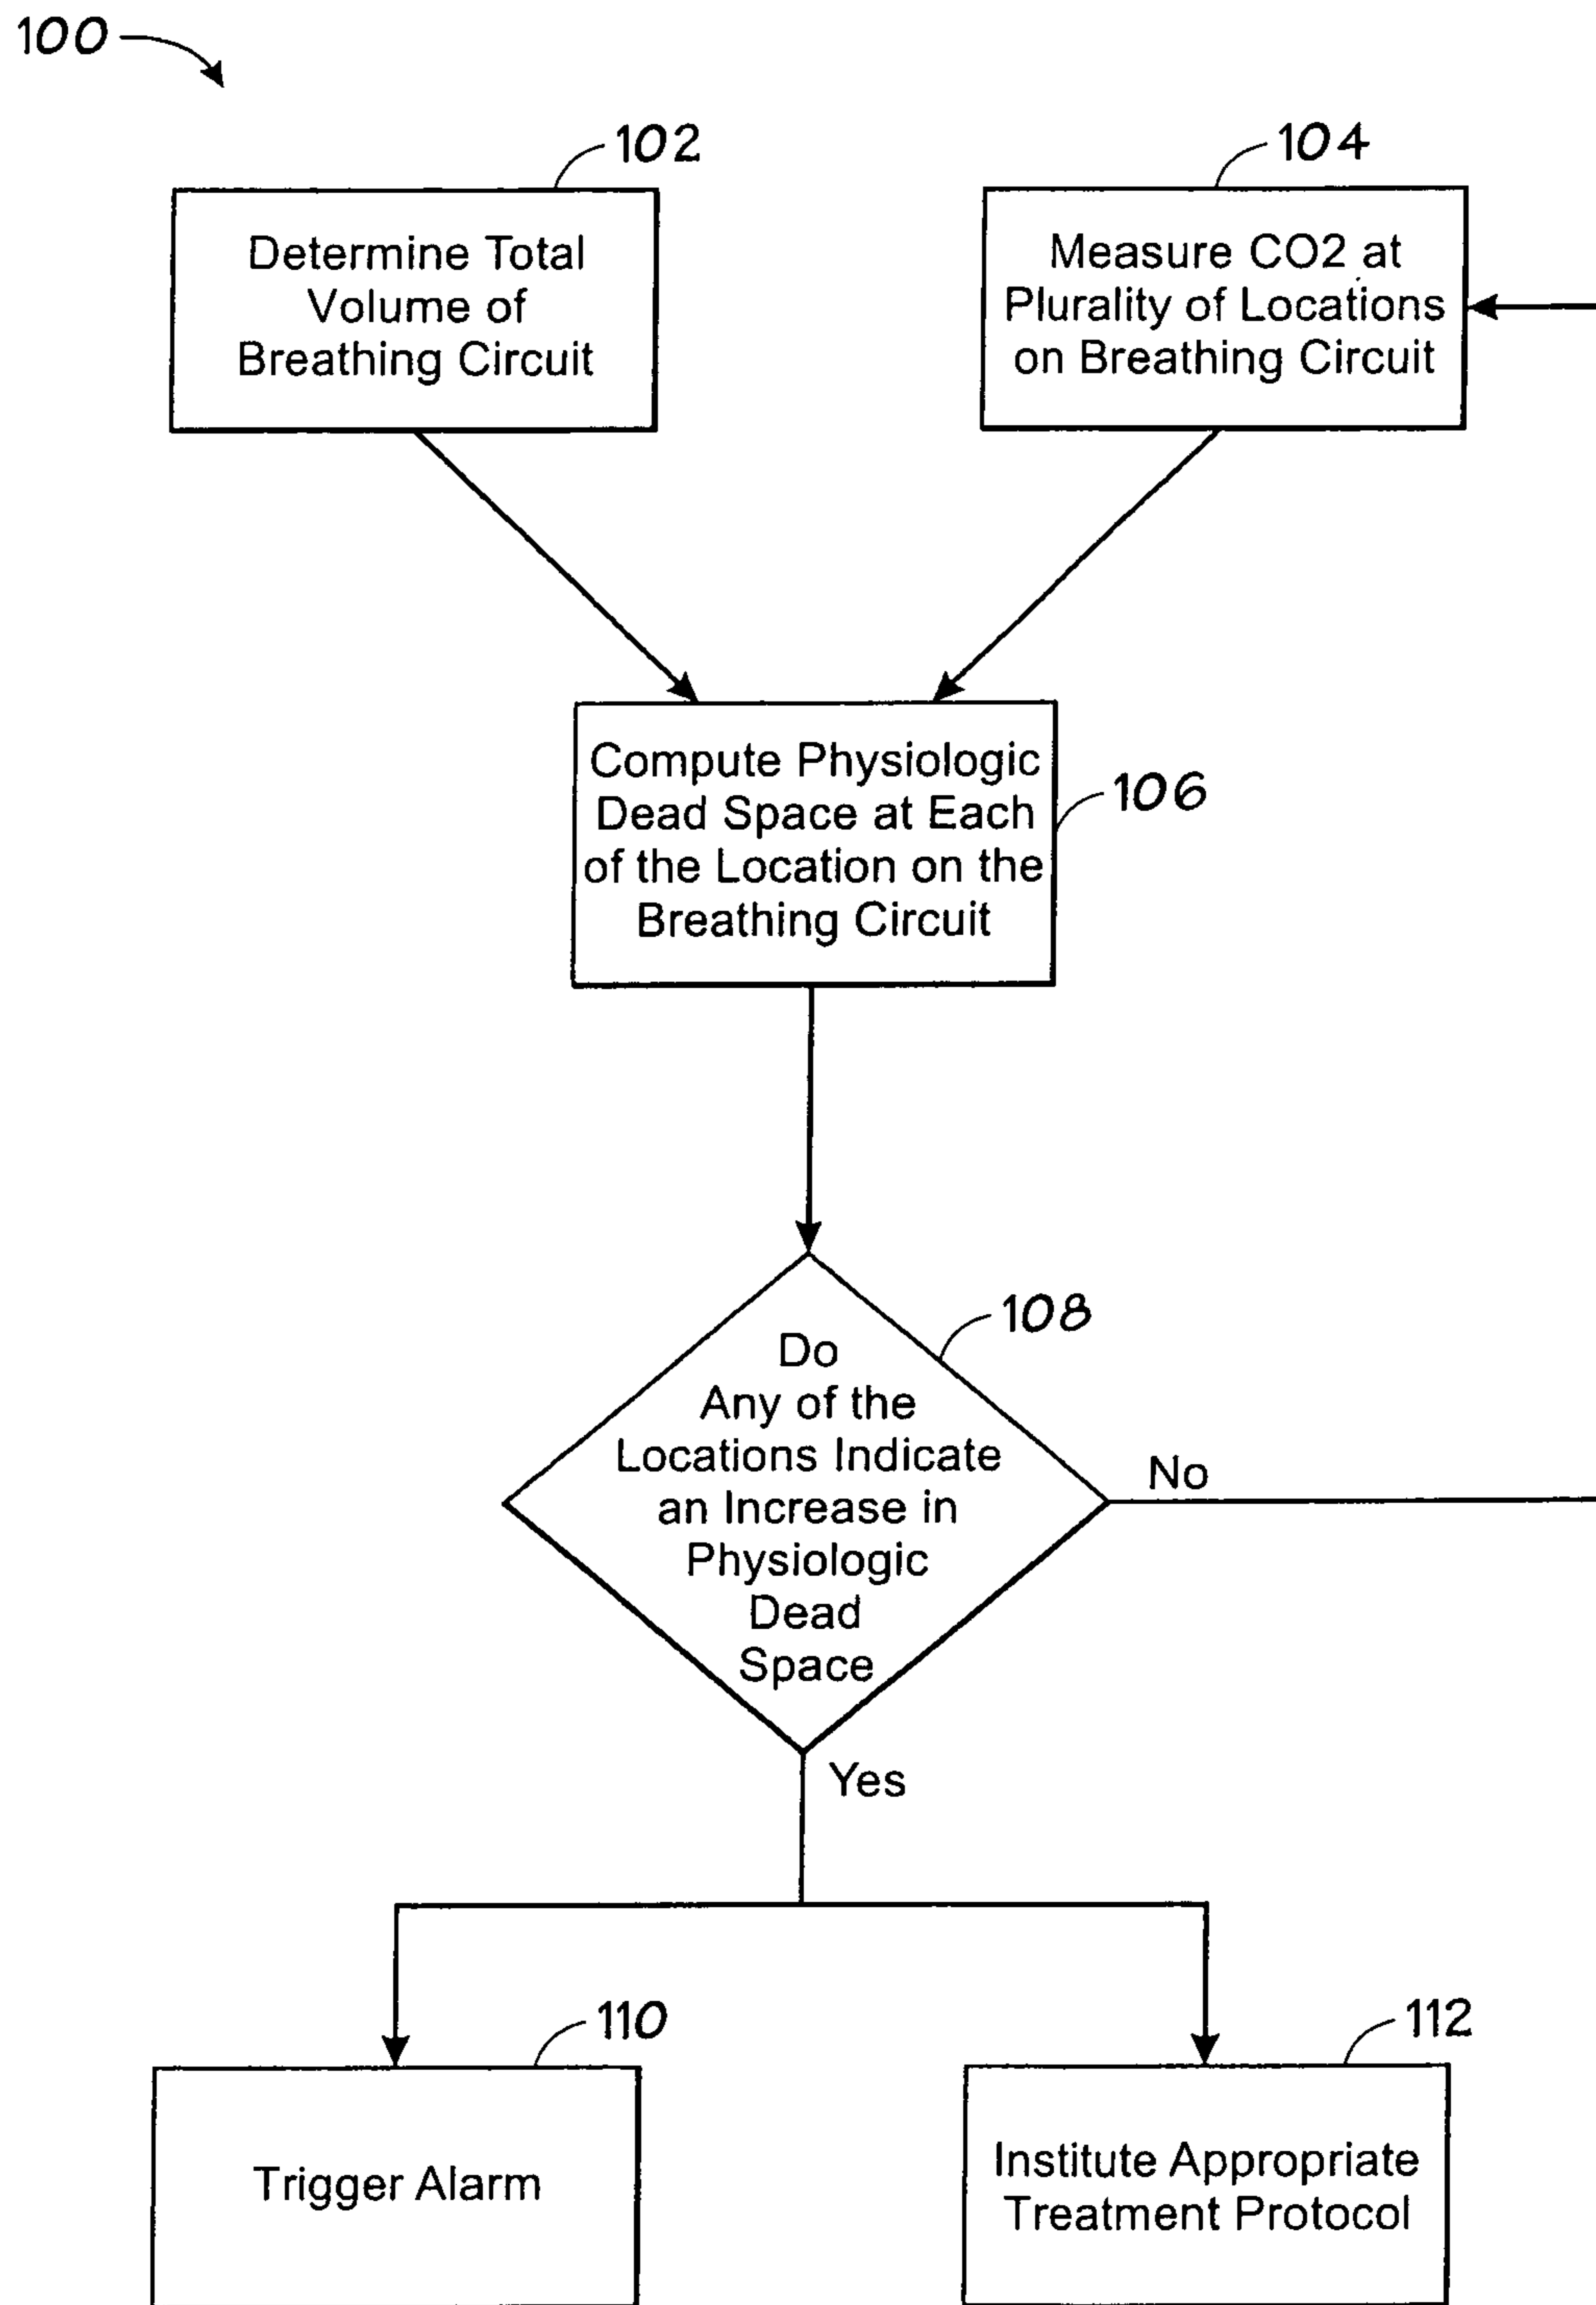 100
102
104
Determine Total
Volume of
Breathing Circuit
Measure CO2 at
Plurality of Locations
on Breathing Circuit
Compute Physiologic
Dead Space at Each
of the Location on the
Breathing Circuit
106
108
Do
Any of the
Locations Indicate
an Increase in
Physiologic
Dead
Space
No
Yes
110
112
Trigger Alarm
Institute Appropriate
Treatment Protocol